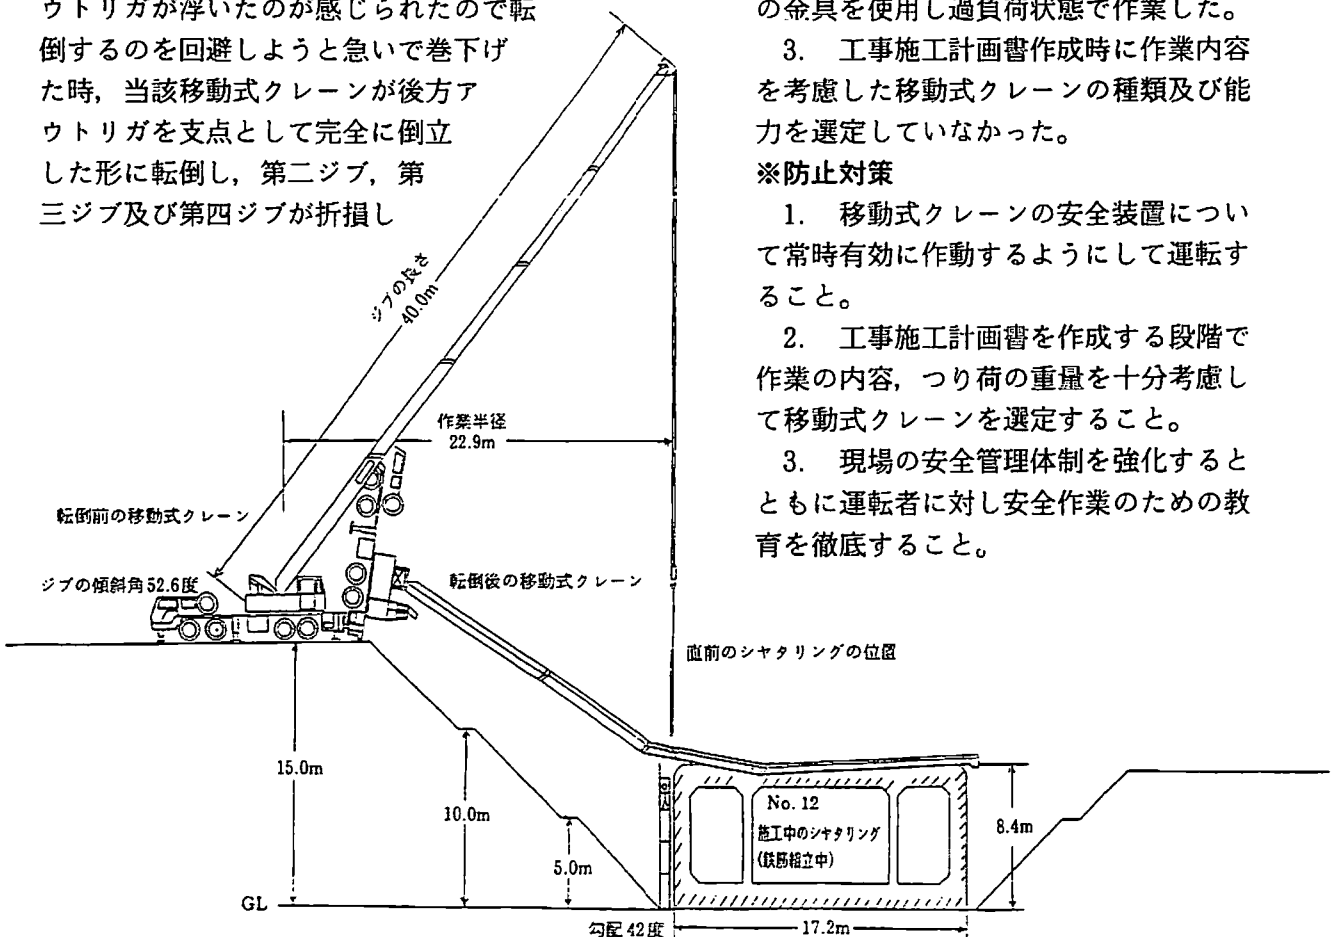 ウトリガが浮いたのが感じられたので転
倒するのを回避しようと急いで巻下げ
た時，当該移動式クレーンが後方ア
ウトリガを支点として完全に倒立
した形に転倒し，第二ジブ，第
三ジブ及び第四ジブが折損し
の金具を使用し過負荷状態で作業した。
3.　工事施工計画書作成時に作業内容
を考慮した移動式クレーンの種類及び能
力を選定していなかった。
※防止対策
1.　移動式クレーンの安全装置につい
て常時有効に作動するようにして運転す
ること。
2.　工事施工計画書を作成する段階で
作業の内容，つり荷の重量を十分考慮し
て移動式クレーンを選定すること。
3.　現場の安全管理体制を強化すると
ともに運転者に対し安全作業のための教
育を徹底すること。
ジブの長さ
40.0m
作業半径
22.9m
転倒前の移動式クレーン
ジブの傾斜角52.6度
転倒後の移動式クレーン
直前のシャタリングの位置
15.0m
10.0m
5.0m
No. 12
施工中のシャタリング
(鉄筋組立中)
8.4m
GL
勾配42度
17.2m